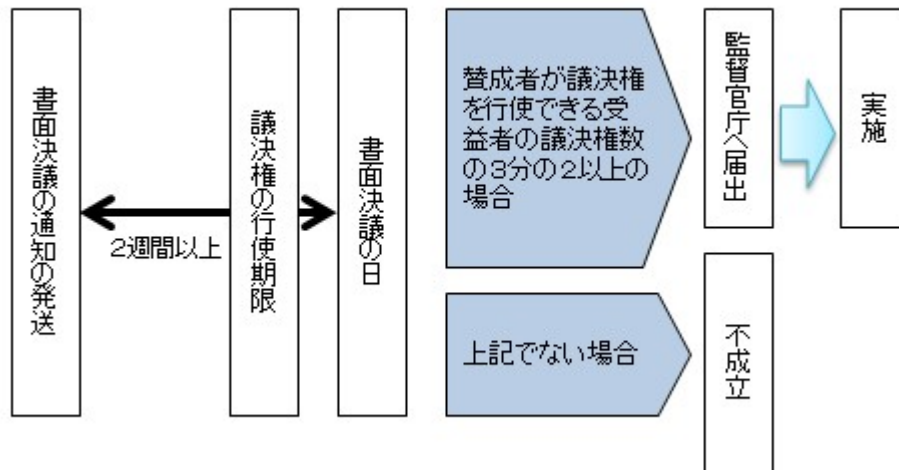 書面決議の通知の発送
2週間以上
議決権の行使期限
書面決議の日
賛成者が議決権
を行使できる受
益者の議決権数
の3分の2以上の
場合
監督官庁へ届出
実施
上記でない場合
不成立